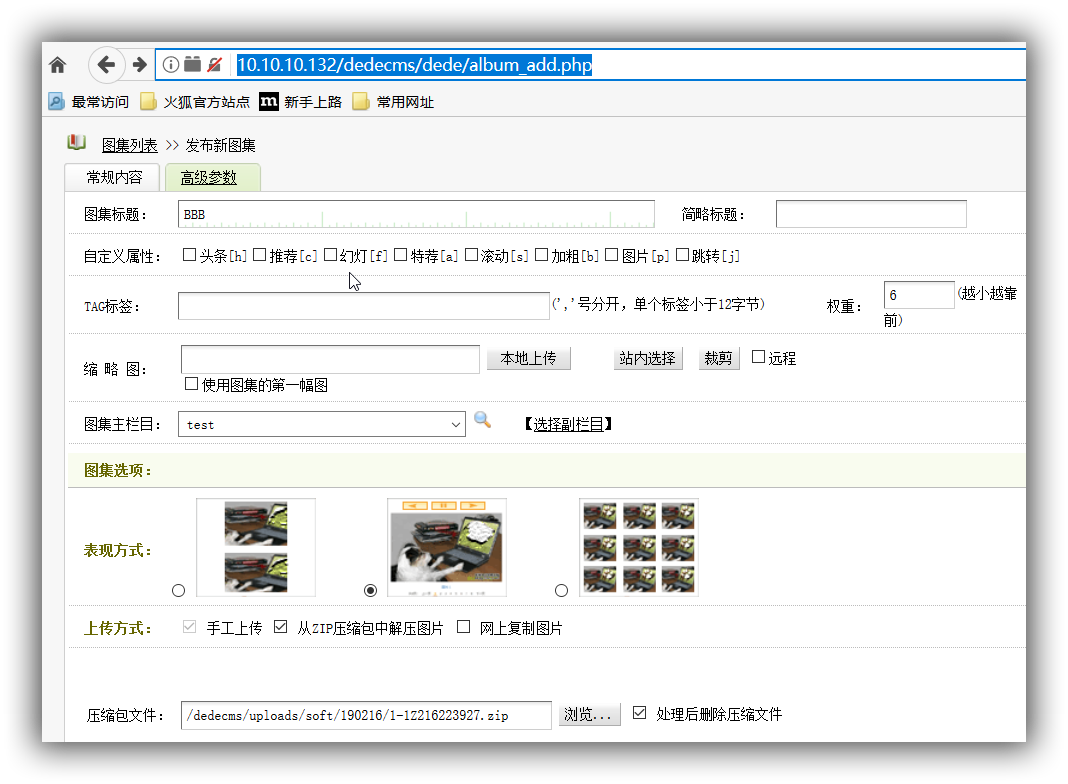 10.10.10.132/dedecms/dede/album_add.php
最常访问 火狐官方站点 m 新手上路 常用网址
图集列表 >> 发布新图集
常规内容 高级参数
图集标题： BBB 简略标题：
自定义属性： 头条[h] 推荐[c] 幻灯[f] 特荐[a] 滚动[s] 加粗[b] 图片[p] 跳转[j]
TAG标签： (','号分开，单个标签小于12字节) 权重： 6 (越小越靠
前)
缩 略 图： 本地上传 站内选择 裁剪 远程
使用图集的第一幅图
图集主栏目： test 【选择副栏目】
图集选项：
表现方式：
上传方式： 手工上传 从ZIP压缩包中解压图片 网上复制图片
压缩包文件： /dedecms/uploads/soft/190216/1-1Z216223927.zip 浏览... 处理后删除压缩文件